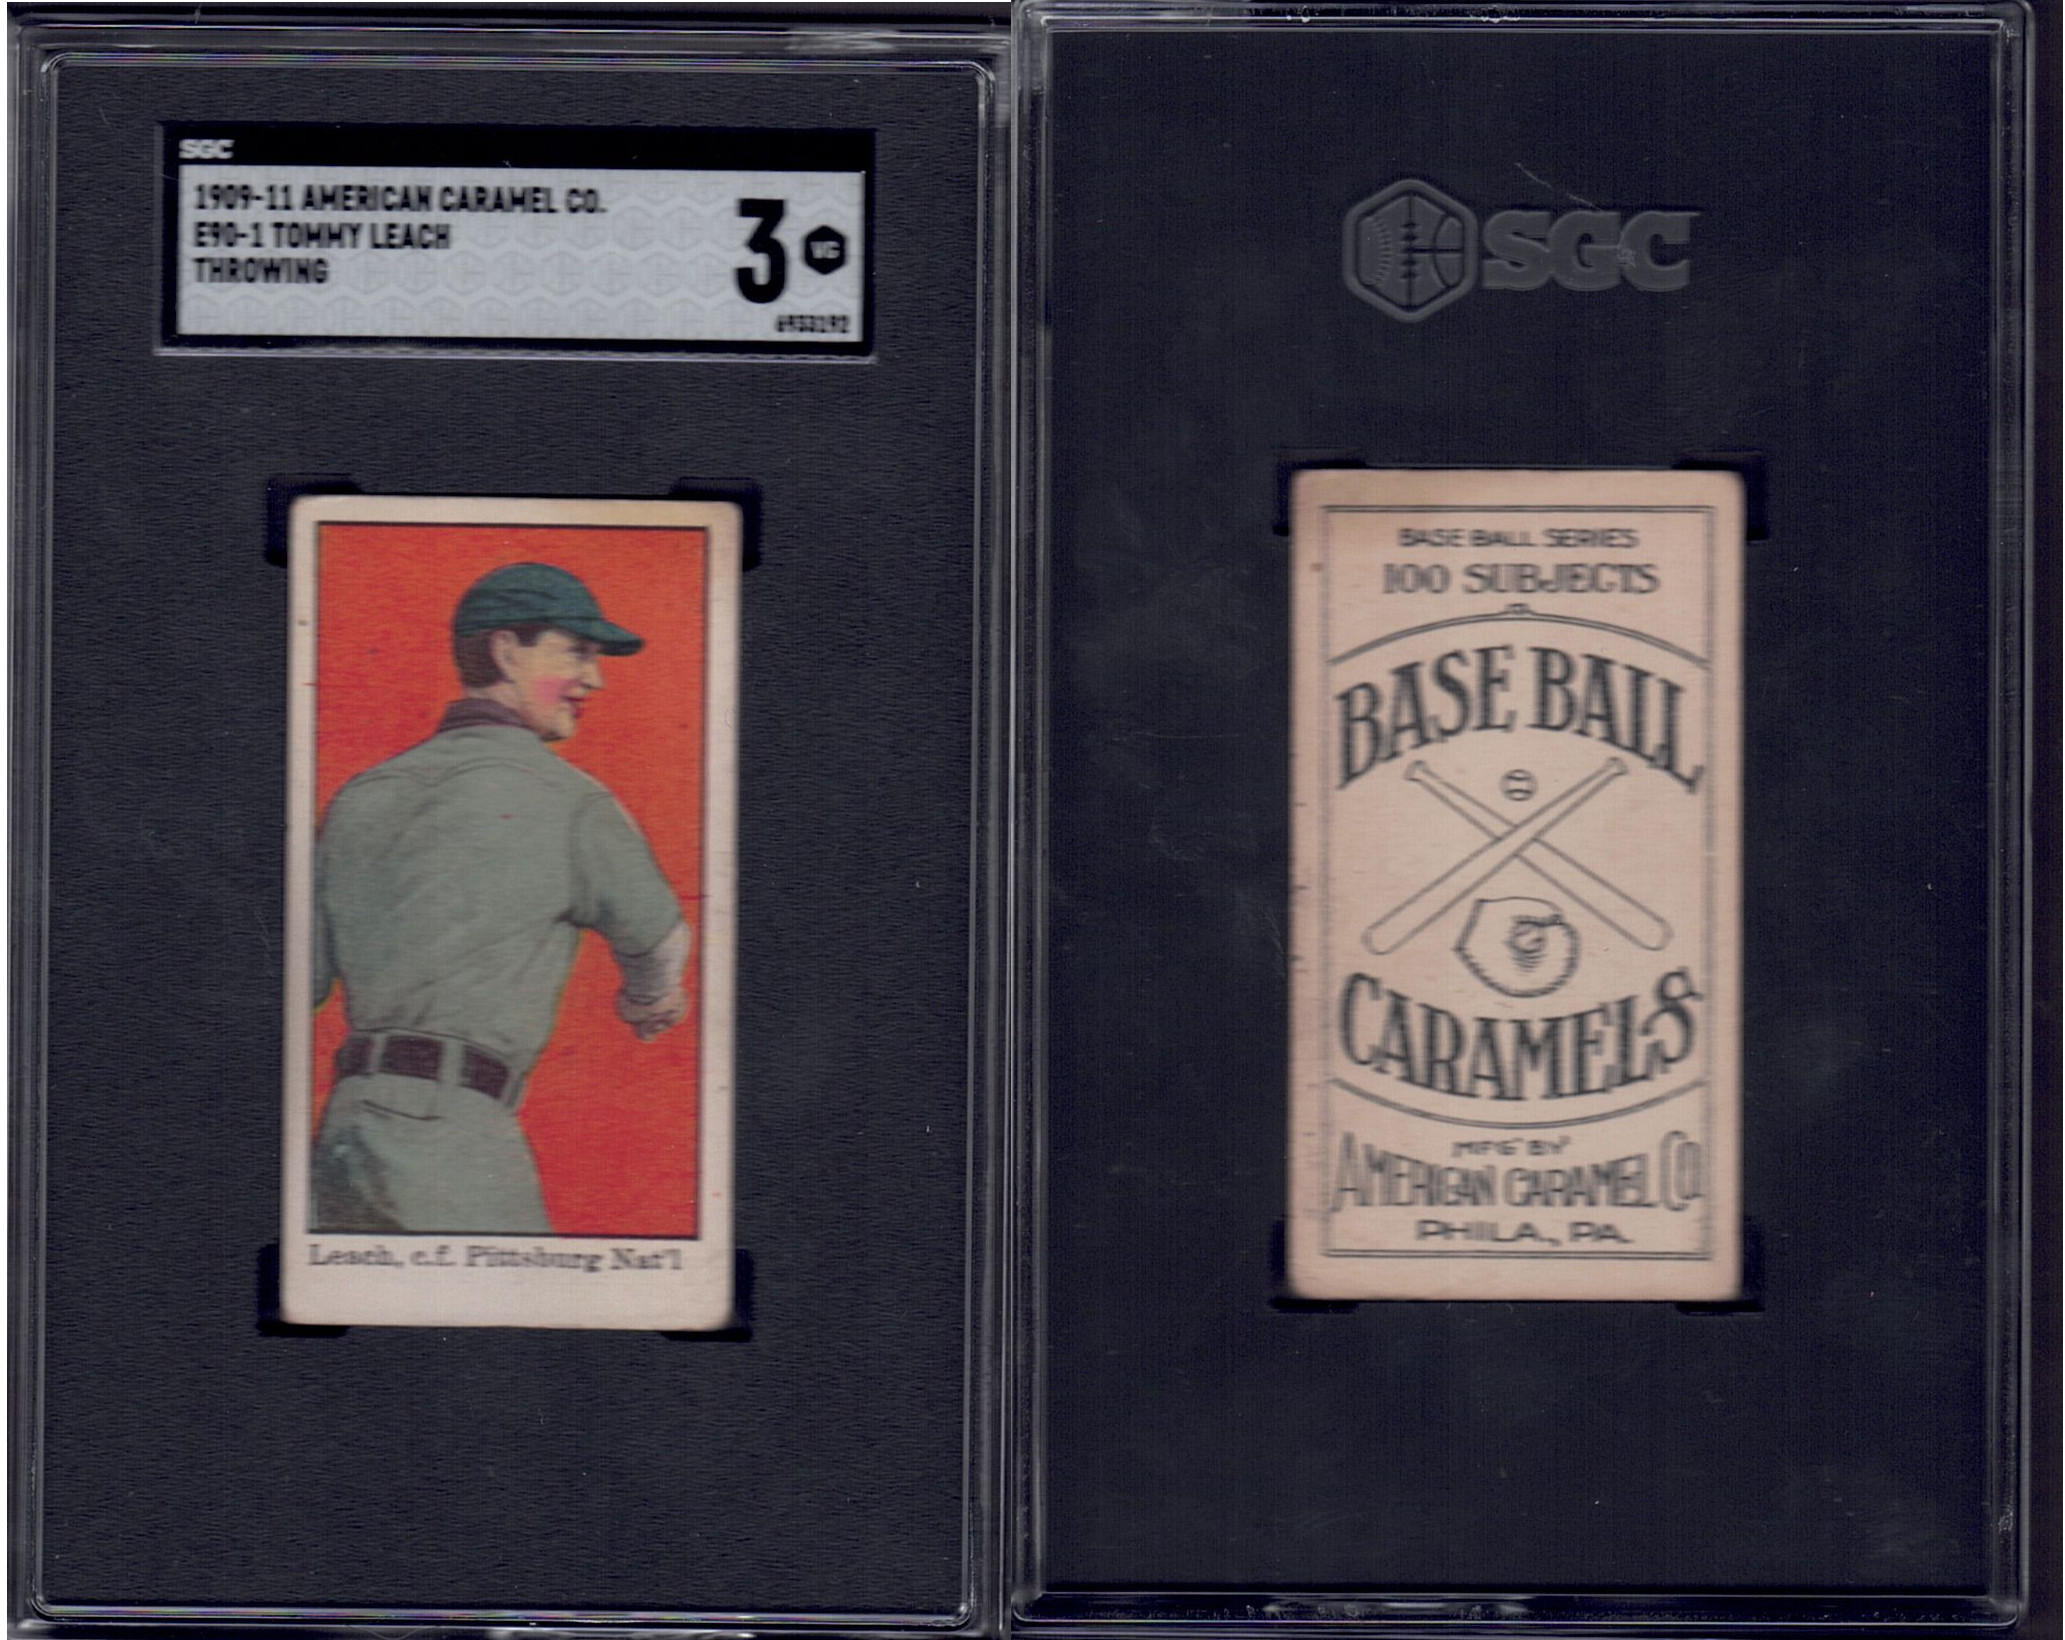 SGC
1909-11 AMERICAN CARAMEL CO.
E90-1 TOMMY LEACH
THROWING
3 VG
6933192
Leach, c.f. Pittsburg Nat'l
SGC
BASE BALL SERIES
100 SUBJECTS
BASE BALL
CARAMELS
MFG BY
AMERICAN CARAMEL CO.
PHILA., PA.